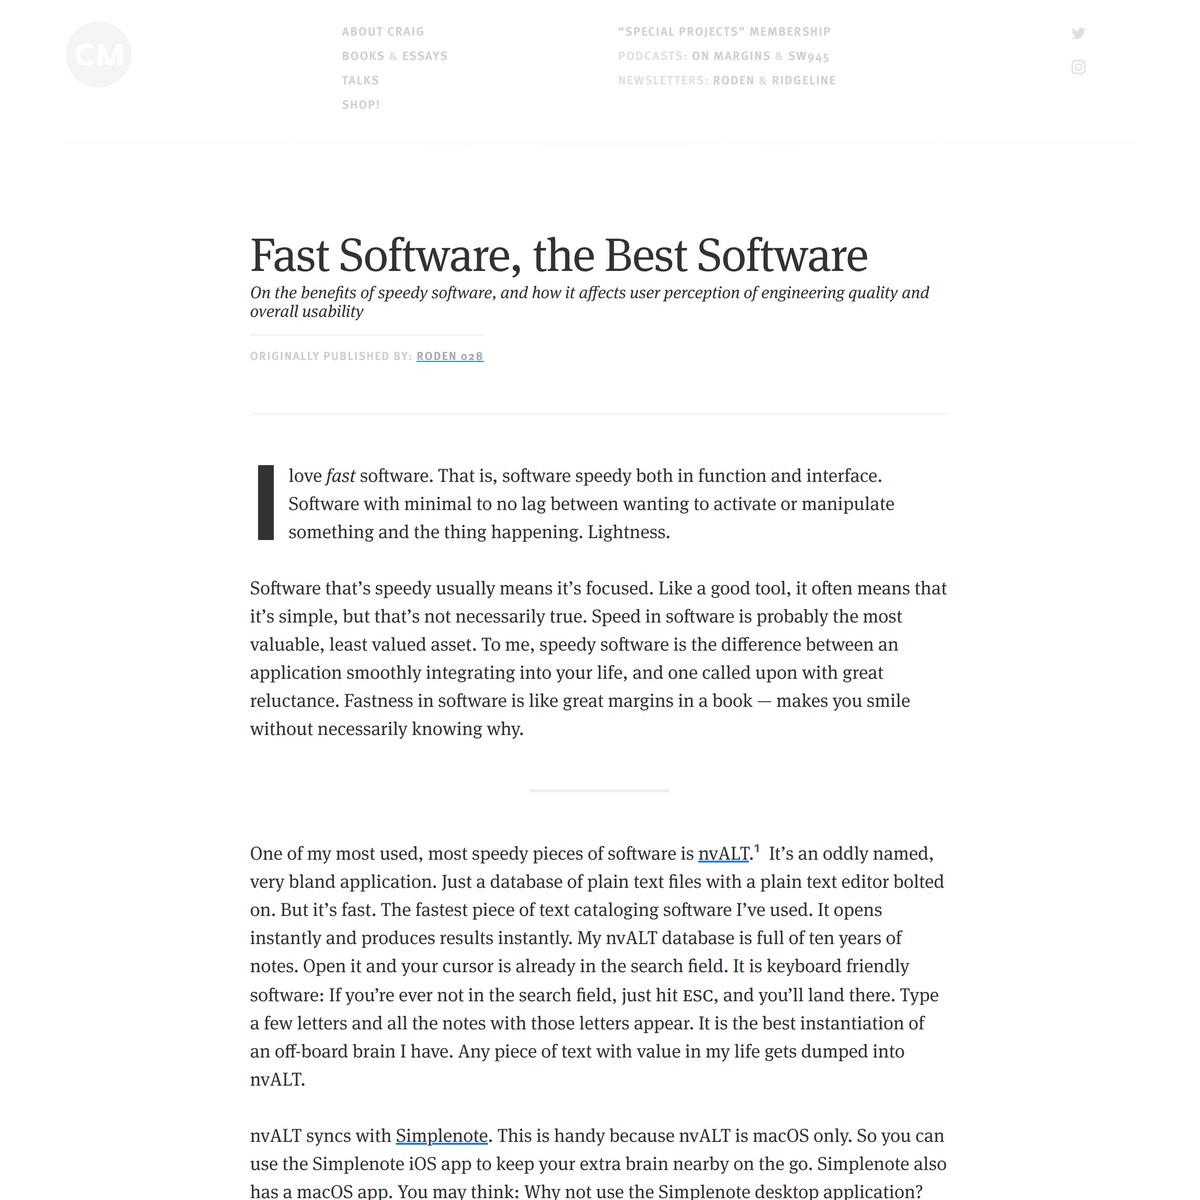 CM
ABOUT CRAIG
BOOKS & ESSAYS
TALKS
SHOP!
“SPECIAL PROJECTS” MEMBERSHIP
PODCASTS: ON MARGINS & SW945
NEWSLETTERS: RODEN & RIDGELINE
Fast Software, the Best Software
On the benefits of speedy software, and how it affects user perception of engineering quality and
overall usability
ORIGINALLY PUBLISHED BY: RODEN 028
I love fast software. That is, software speedy both in function and interface.
Software with minimal to no lag between wanting to activate or manipulate
something and the thing happening. Lightness.
Software that’s speedy usually means it’s focused. Like a good tool, it often means that
it’s simple, but that’s not necessarily true. Speed in software is probably the most
valuable, least valued asset. To me, speedy software is the difference between an
application smoothly integrating into your life, and one called upon with great
reluctance. Fastness in software is like great margins in a book — makes you smile
without necessarily knowing why.
One of my most used, most speedy pieces of software is nvALT.¹ It’s an oddly named,
very bland application. Just a database of plain text files with a plain text editor bolted
on. But it’s fast. The fastest piece of text cataloging software I’ve used. It opens
instantly and produces results instantly. My nvALT database is full of ten years of
notes. Open it and your cursor is already in the search field. It is keyboard friendly
software: If you’re ever not in the search field, just hit ESC, and you’ll land there. Type
a few letters and all the notes with those letters appear. It is the best instantiation of
an off-board brain I have. Any piece of text with value in my life gets dumped into
nvALT.
nvALT syncs with Simplenote. This is handy because nvALT is macOS only. So you can
use the Simplenote iOS app to keep your extra brain nearby on the go. Simplenote also
has a macOS app. You may think: Why not use the Simplenote desktop application?